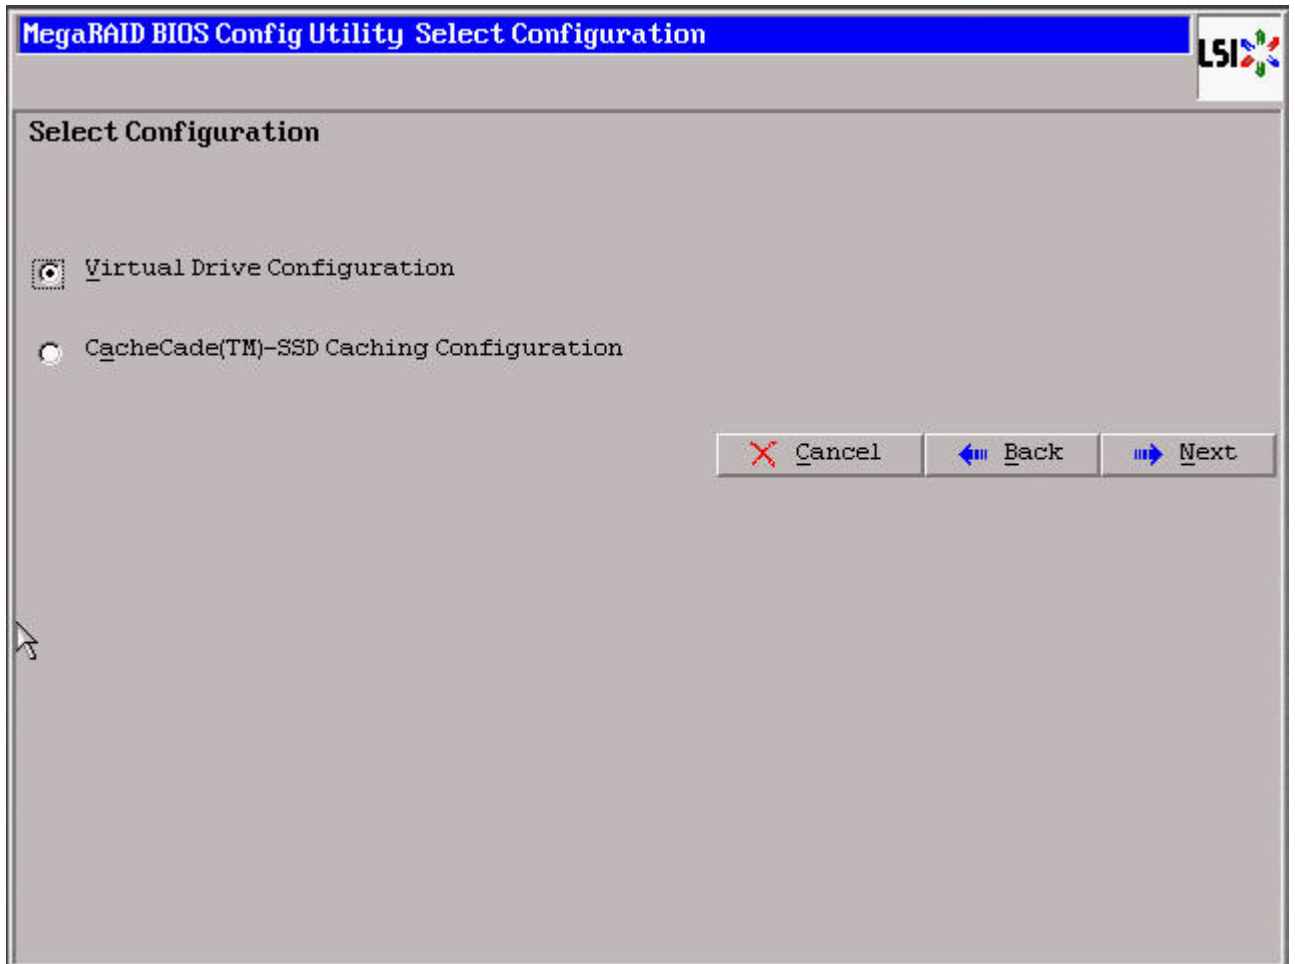 MegaRAID BIOS Config Utility Select Configuration
LSI
Select Configuration
Virtual Drive Configuration
CacheCade(TM)-SSD Caching Configuration
Cancel
Back
Next